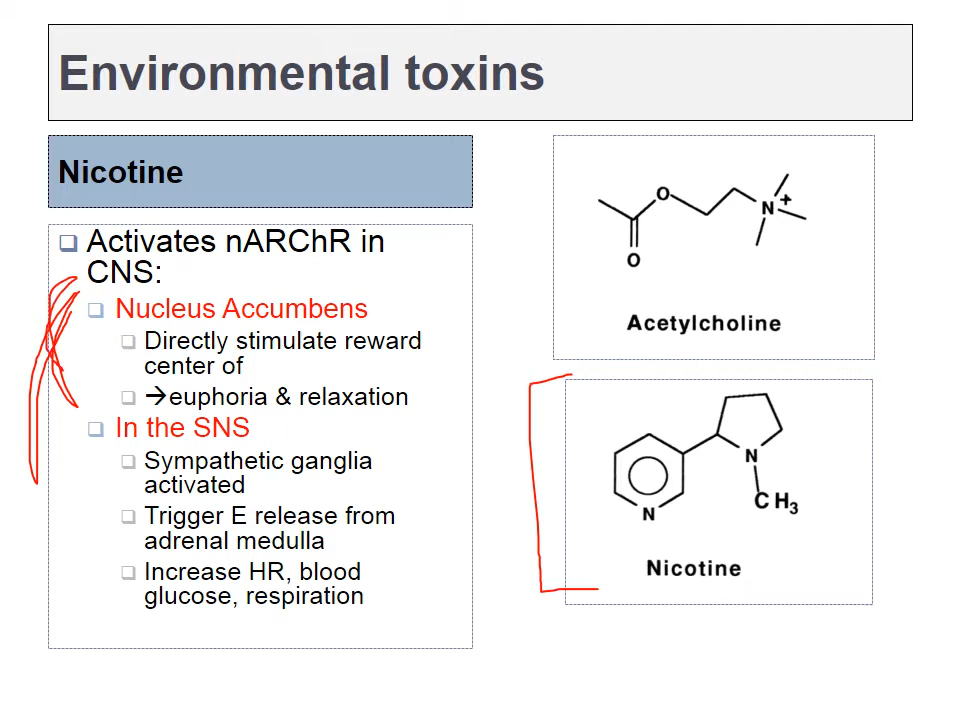 Environmental toxins
Nicotine
Activates nARChR in
CNS:
Nucleus Accumbens
Directly stimulate reward
center of
→euphoria & relaxation
In the SNS
Sympathetic ganglia
activated
Trigger E release from
adrenal medulla
Increase HR, blood
glucose, respiration
O
N+
O
Acetylcholine
N
CH3
N
Nicotine